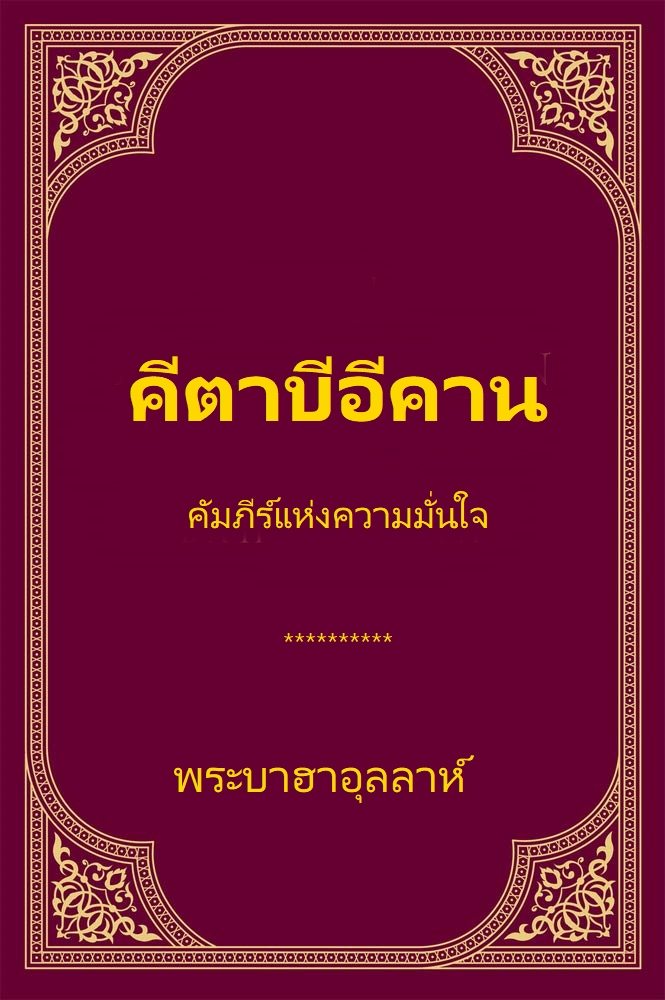 คีตาบีอีคาน
คัมภีร์แห่งความมั่นใจ
**********
พระบาฮาอุลลาห์